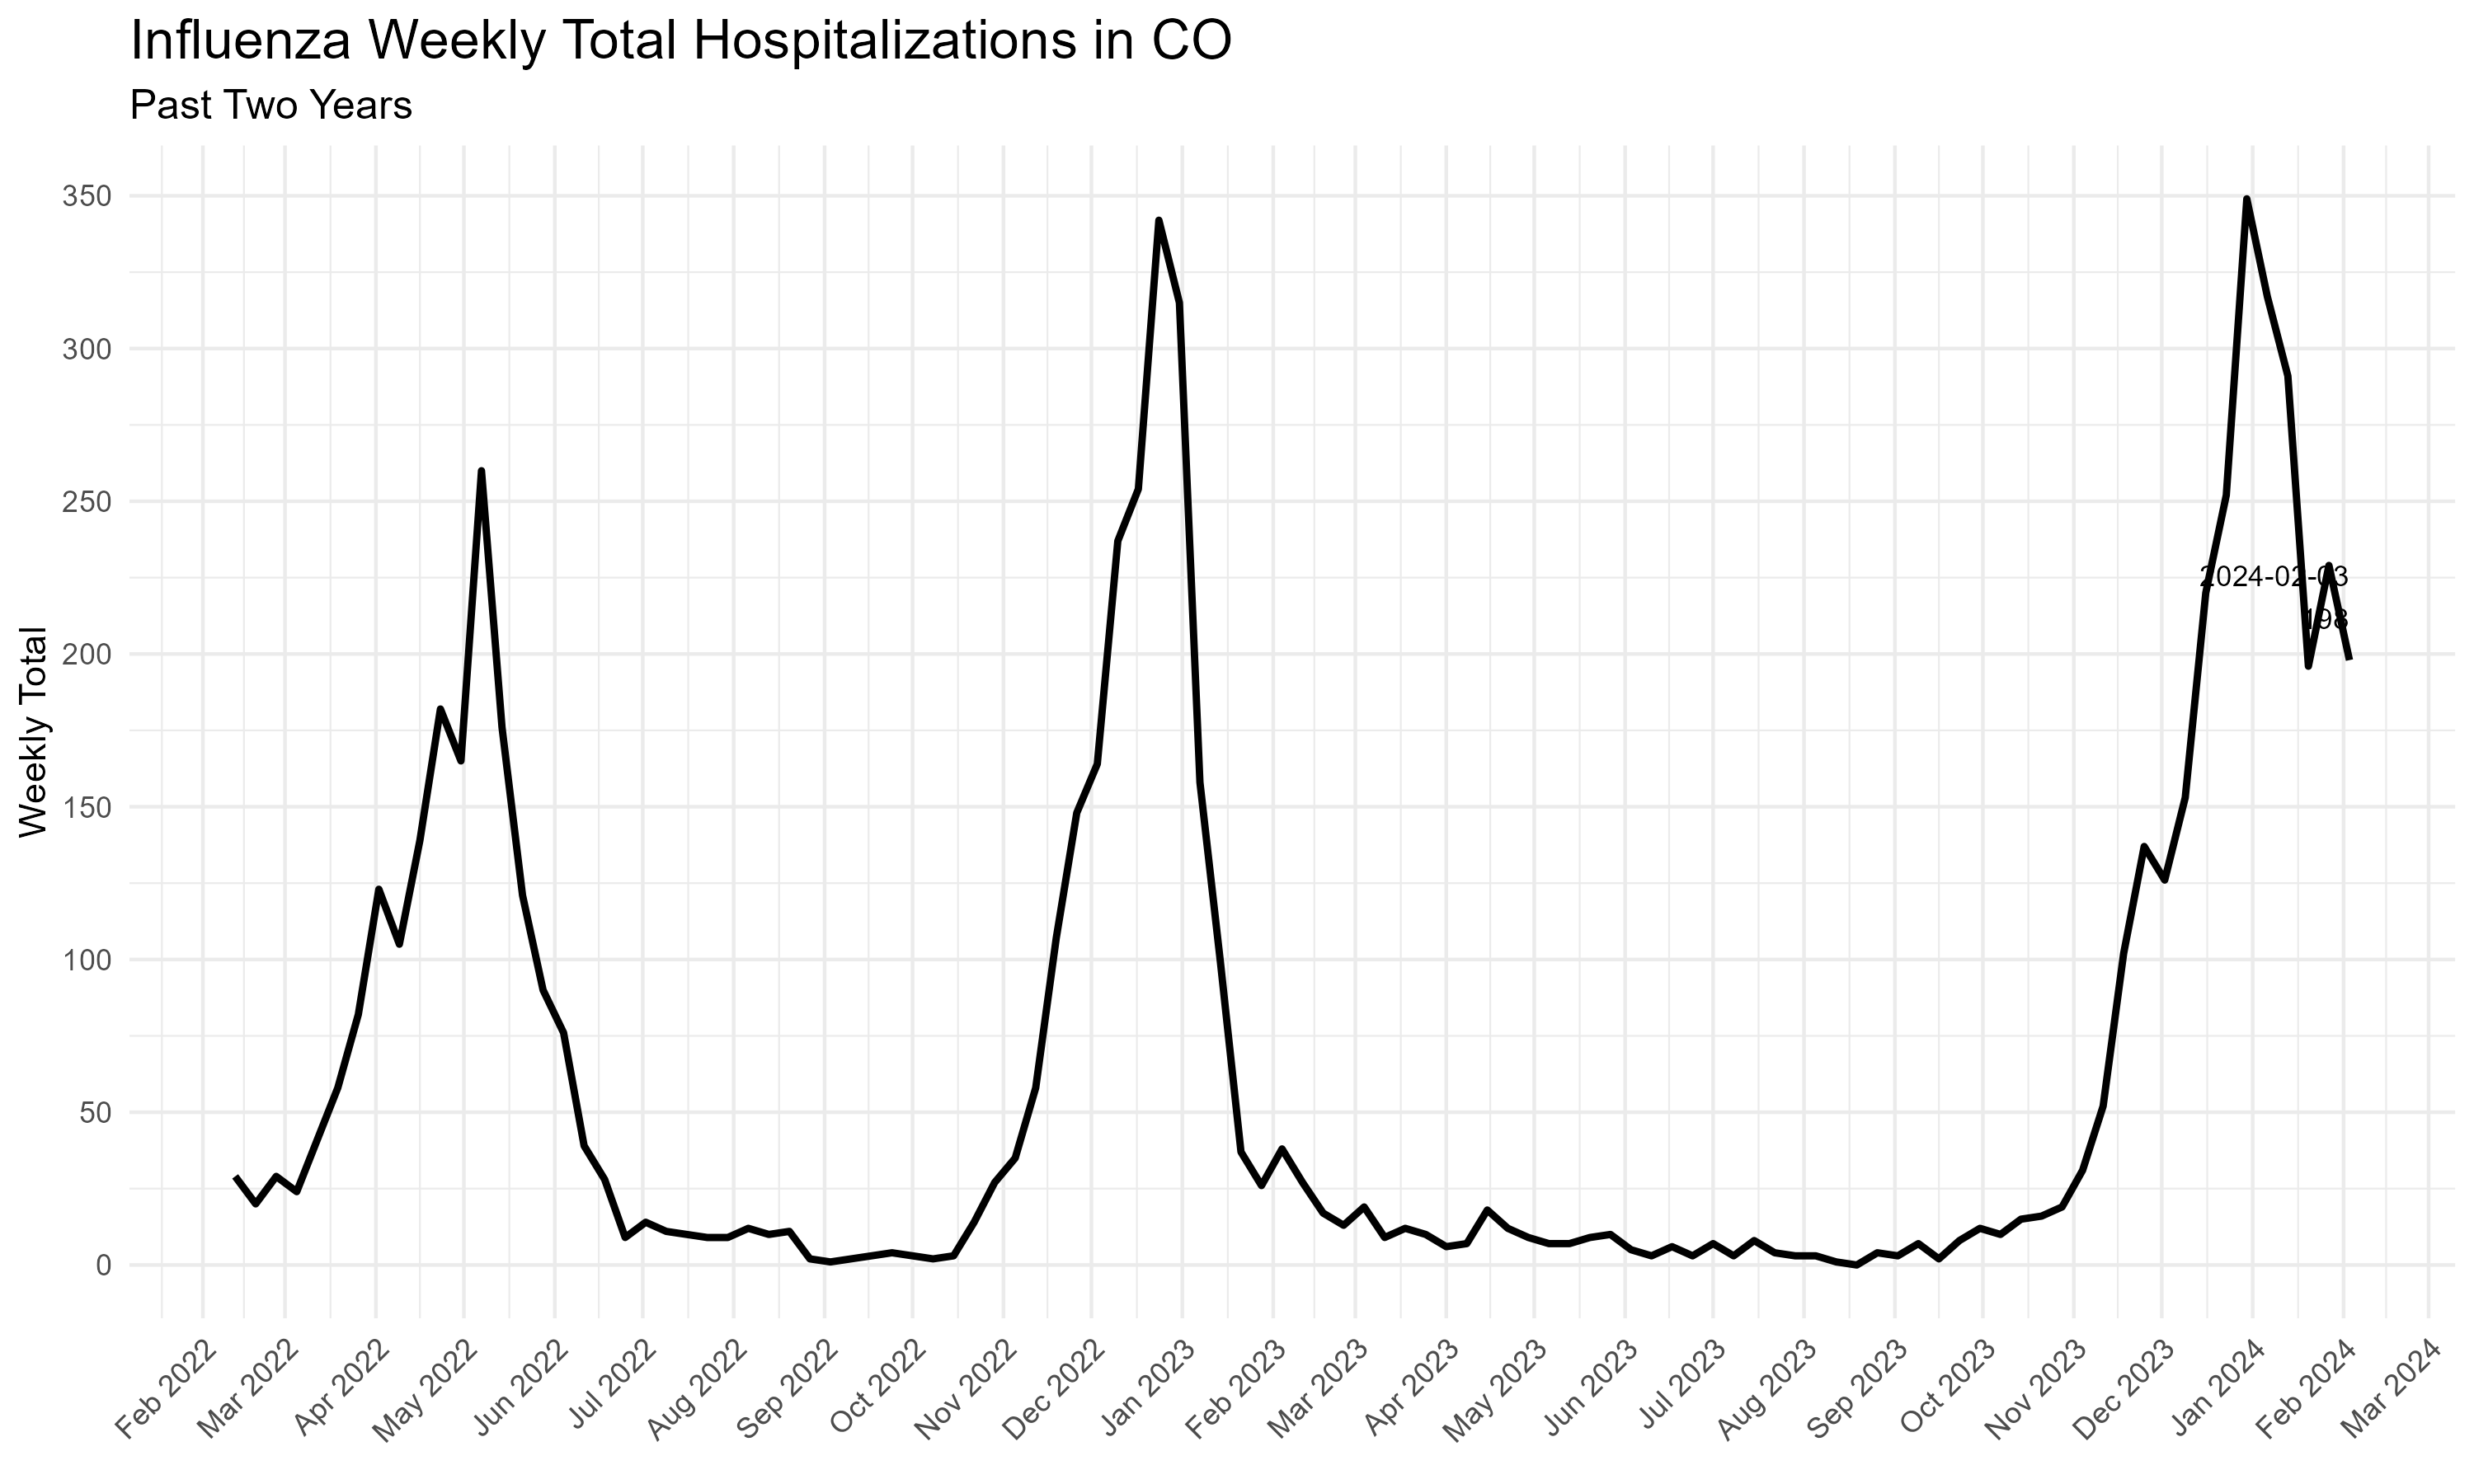 Influenza Weekly Total Hospitalizations in CO
Past Two Years
Weekly Total
350
300
250
200
150
100
50
0
2024-02-03
198
Feb 2022
Mar 2022
Apr 2022
May 2022
Jun 2022
Jul 2022
Aug 2022
Sep 2022
Oct 2022
Nov 2022
Dec 2022
Jan 2023
Feb 2023
Mar 2023
Apr 2023
May 2023
Jun 2023
Jul 2023
Aug 2023
Sep 2023
Oct 2023
Nov 2023
Dec 2023
Jan 2024
Feb 2024
Mar 2024